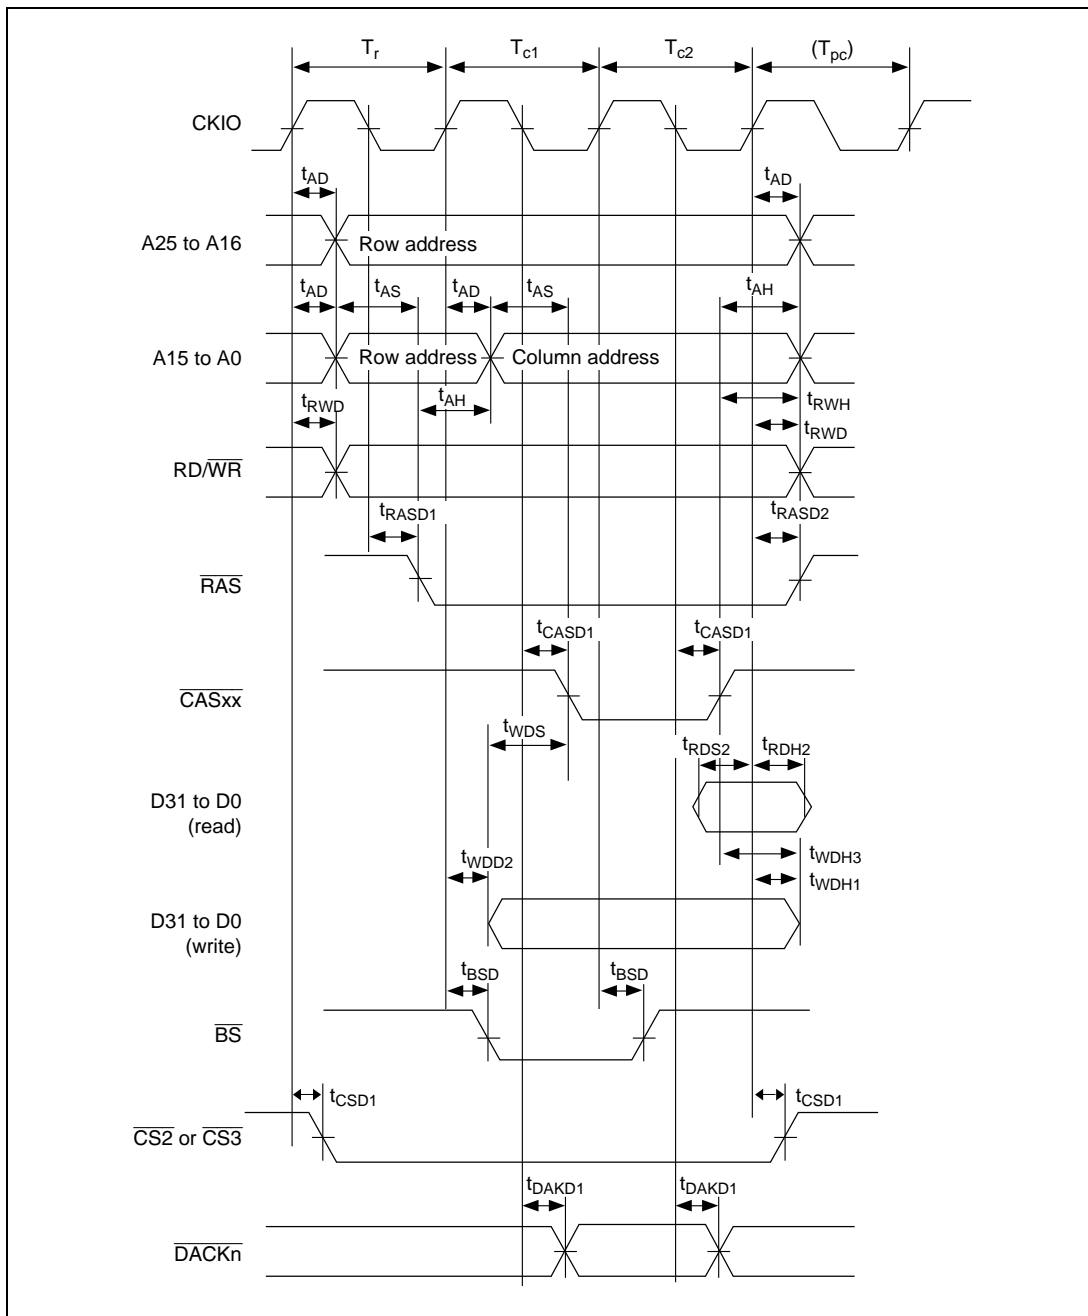 Tr Tc1 Tc2 (Tpc)
CKIO
tAD tAD
A25 to A16 Row address
tAD tAS tAD tAS tAH
A15 to A0 Row address Column address
tRWD tAH tRWH
tRWD
RD/WR
tRASD1 tRASD2
RAS
tCASD1 tCASD1
CASxx
tWDS tRDS2 tRDH2
D31 to D0
(read)
tWDH3
tWDD2 tWDH1
D31 to D0
(write)
tBSD tBSD
BS
tCSD1 tCSD1
CS2 or CS3
tDAKD1 tDAKD1
DACKn